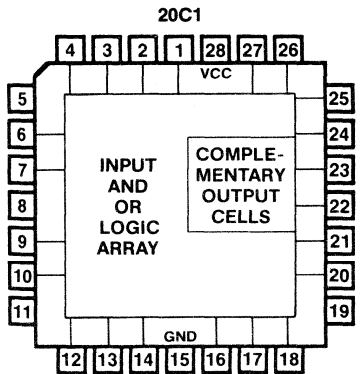 20C1
4 3 2 1 28 27 26
VCC
5
6
7
8
9
10
11
25
24
23
22
21
20
19
INPUT
AND
OR
LOGIC
ARRAY
COMPLE-
MENTARY
OUTPUT
CELLS
GND
12 13 14 15 16 17 18